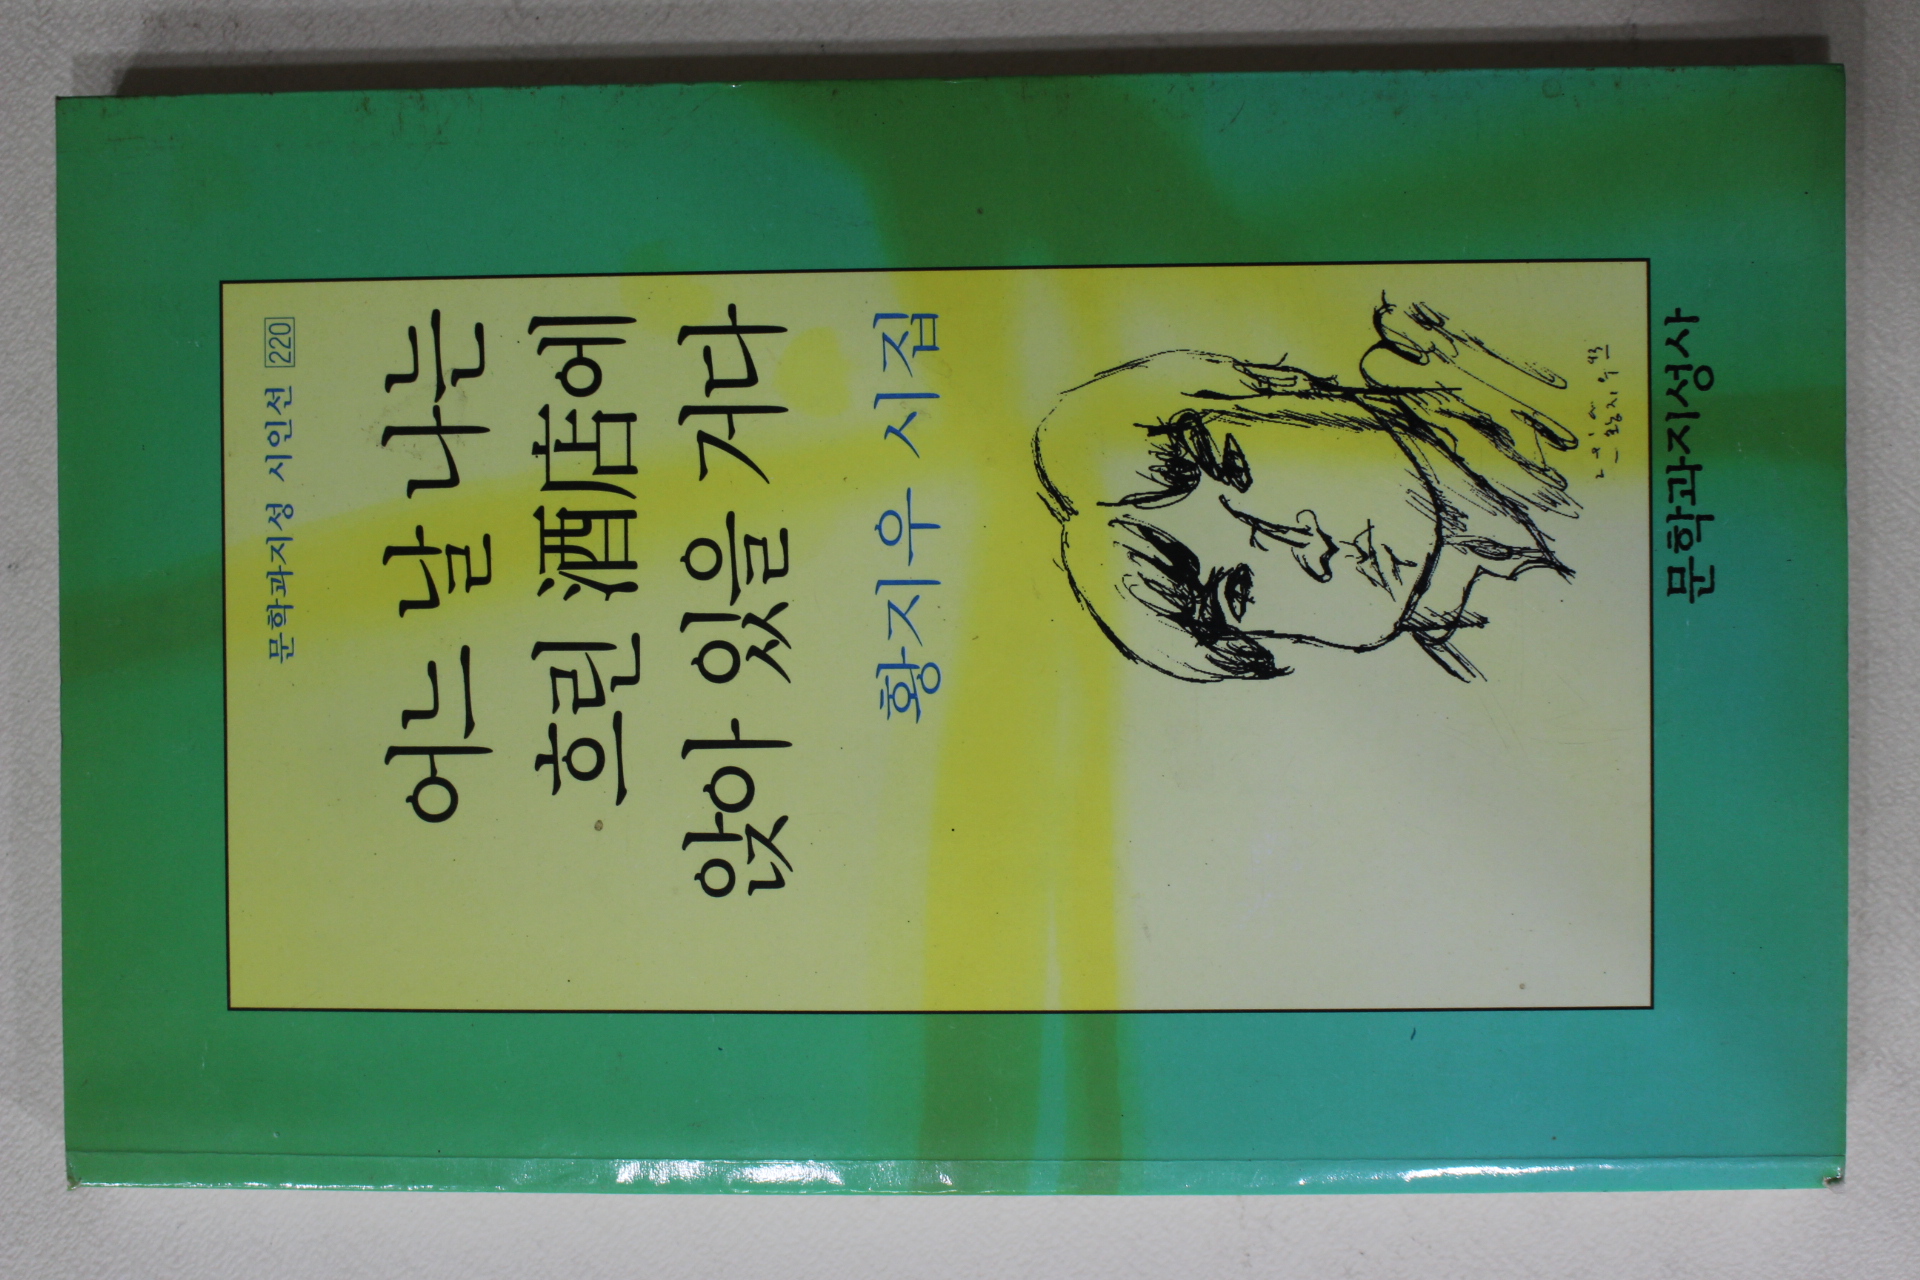 문학과지성 시인선 220
어느 날 나는
흐린 酒店에
앉아 있을 거다
황지우 시집
문학과지성사